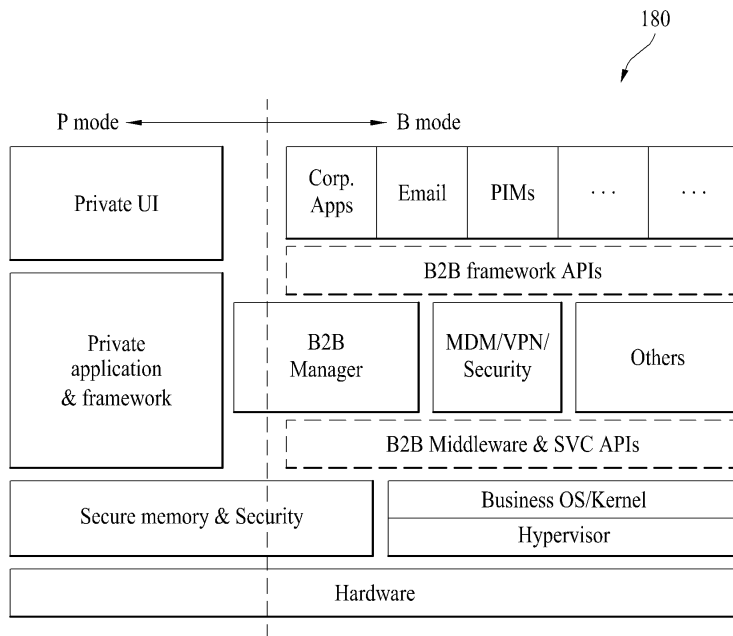 180
P mode
B mode
Private UI
Corp.
Apps
Email
PIMs
. . .
. . .
B2B framework APIs
Private
application
& framework
B2B
Manager
MDM/VPN/
Security
Others
B2B Middleware & SVC APIs
Secure memory & Security
Business OS/Kernel
Hypervisor
Hardware